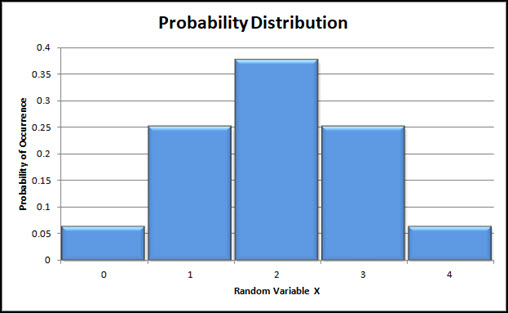 Probability Distribution
0.4
0.35
0.3
0.25
0.2
0.15
0.1
0.05
0
Probability of Occurrence
0 1 2 3 4
Random Variable X